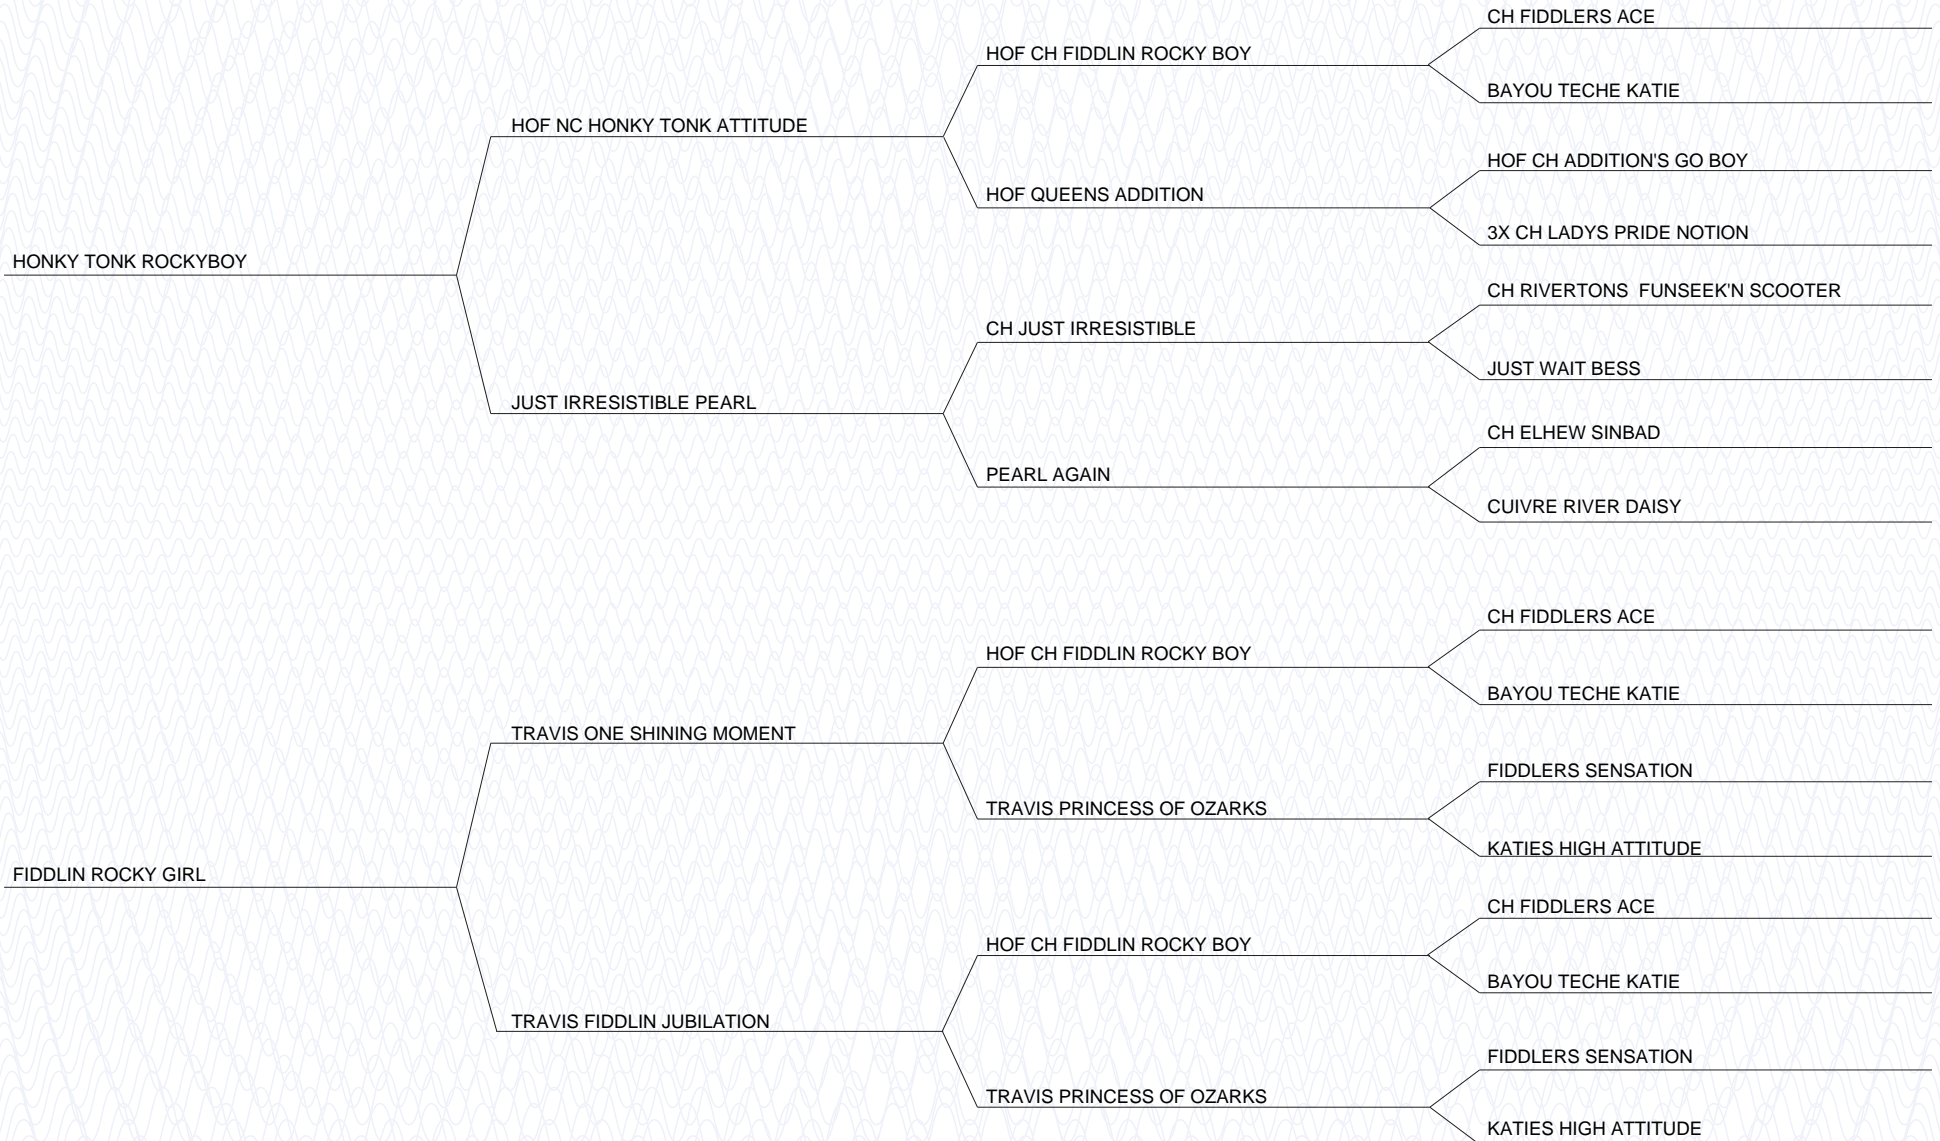 CH FIDDLERS ACE
HOF CH FIDDLIN ROCKY BOY
BAYOU TECHE KATIE
HOF NC HONKY TONK ATTITUDE
HOF CH ADDITION'S GO BOY
HOF QUEENS ADDITION
3X CH LADYS PRIDE NOTION
HONKY TONK ROCKYBOY
CH RIVERTONS  FUNSEEK'N SCOOTER
CH JUST IRRESISTIBLE
JUST WAIT BESS
JUST IRRESISTIBLE PEARL
CH ELHEW SINBAD
PEARL AGAIN
CUIVRE RIVER DAISY
CH FIDDLERS ACE
HOF CH FIDDLIN ROCKY BOY
BAYOU TECHE KATIE
TRAVIS ONE SHINING MOMENT
FIDDLERS SENSATION
TRAVIS PRINCESS OF OZARKS
KATIES HIGH ATTITUDE
FIDDLIN ROCKY GIRL
CH FIDDLERS ACE
HOF CH FIDDLIN ROCKY BOY
BAYOU TECHE KATIE
TRAVIS FIDDLIN JUBILATION
FIDDLERS SENSATION
TRAVIS PRINCESS OF OZARKS
KATIES HIGH ATTITUDE